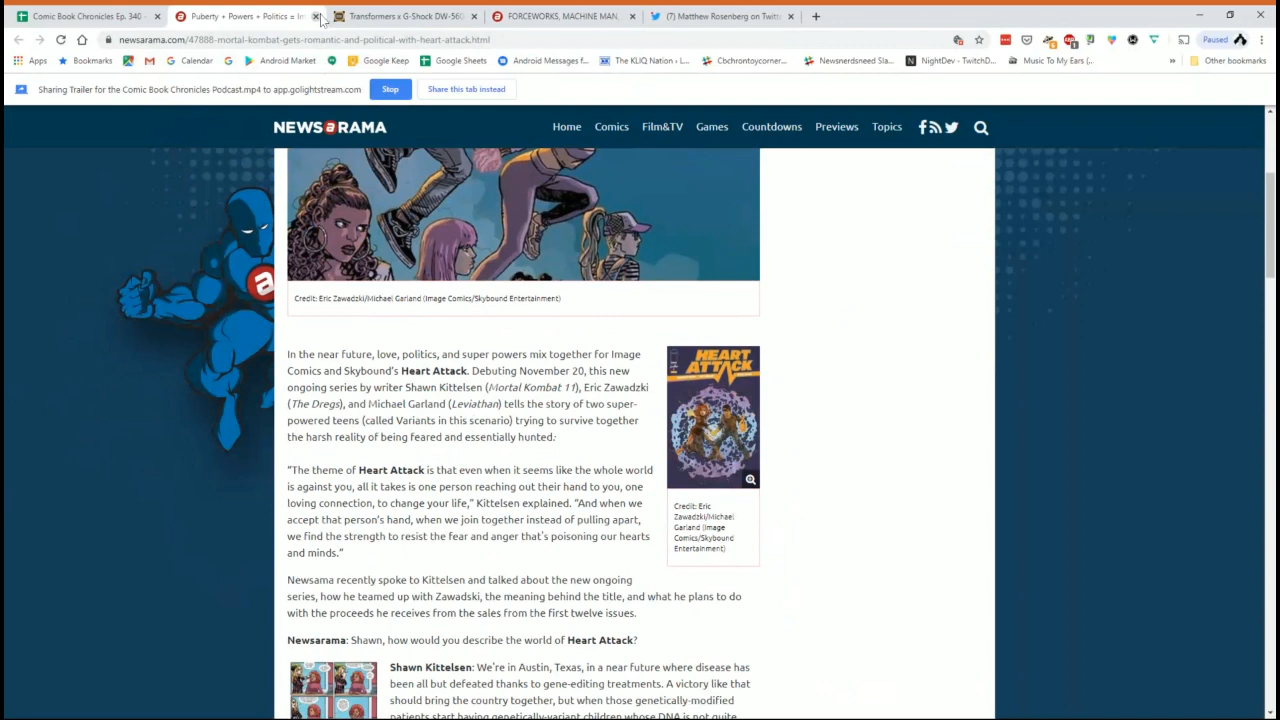 Comic Book Chronicles Ep. 340 -
Puberty + Powers + Politics = Im
Transformers x G-Shock DW-560
FORCEWORKS, MACHINE MAN,
(7) Matthew Rosenberg on Twitt
newsarama.com/47888-mortal-kombat-gets-romantic-and-political-with-heart-attack.html
Paused
Apps
Bookmarks
Calendar
Android Market
Google Keep
Google Sheets
Android Messages f...
The KLIQ Nation › L...
Cbchrontoycorner...
Newsnerdsneed Sla...
NightDev — TwitchD...
Music To My Ears (...
»
Other bookmarks
Sharing Trailer for the Comic Book Chronicles Podcast.mp4 to app.golightstream.com
Stop
Share this tab instead
NEWSaRAMA
Home
Comics
Film&TV
Games
Countdowns
Previews
Topics
Credit: Eric Zawadzki/Michael Garland (Image Comics/Skybound Entertainment)
In the near future, love, politics, and super powers mix together for Image
Comics and Skybound's Heart Attack. Debuting November 20, this new
ongoing series by writer Shawn Kittelsen (Mortal Kombat 11), Eric Zawadzki
(The Dregs), and Michael Garland (Leviathan) tells the story of two super-
powered teens (called Variants in this scenario) trying to survive together
the harsh reality of being feared and essentially hunted:
HEART
ATTACK
Credit: Eric
Zawadzki/Michael
Garland (Image
Comics/Skybound
Entertainment)
“The theme of Heart Attack is that even when it seems like the whole world
is against you, all it takes is one person reaching out their hand to you, one
loving connection, to change your life,” Kittelsen explained. “And when we
accept that person's hand, when we join together instead of pulling apart,
we find the strength to resist the fear and anger that's poisoning our hearts
and minds.”
Newsama recently spoke to Kittelsen and talked about the new ongoing
series, how he teamed up with Zawadski, the meaning behind the title, and what he plans to do
with the proceeds he receives from the sales from the first twelve issues.
Newsarama: Shawn, how would you describe the world of Heart Attack?
Shawn Kittelsen: We're in Austin, Texas, in a near future where disease has
been all but defeated thanks to gene-editing treatments. A victory like that
should bring the country together, but when those genetically-modified
patients start having genetically-variant children whose DNA is not quite